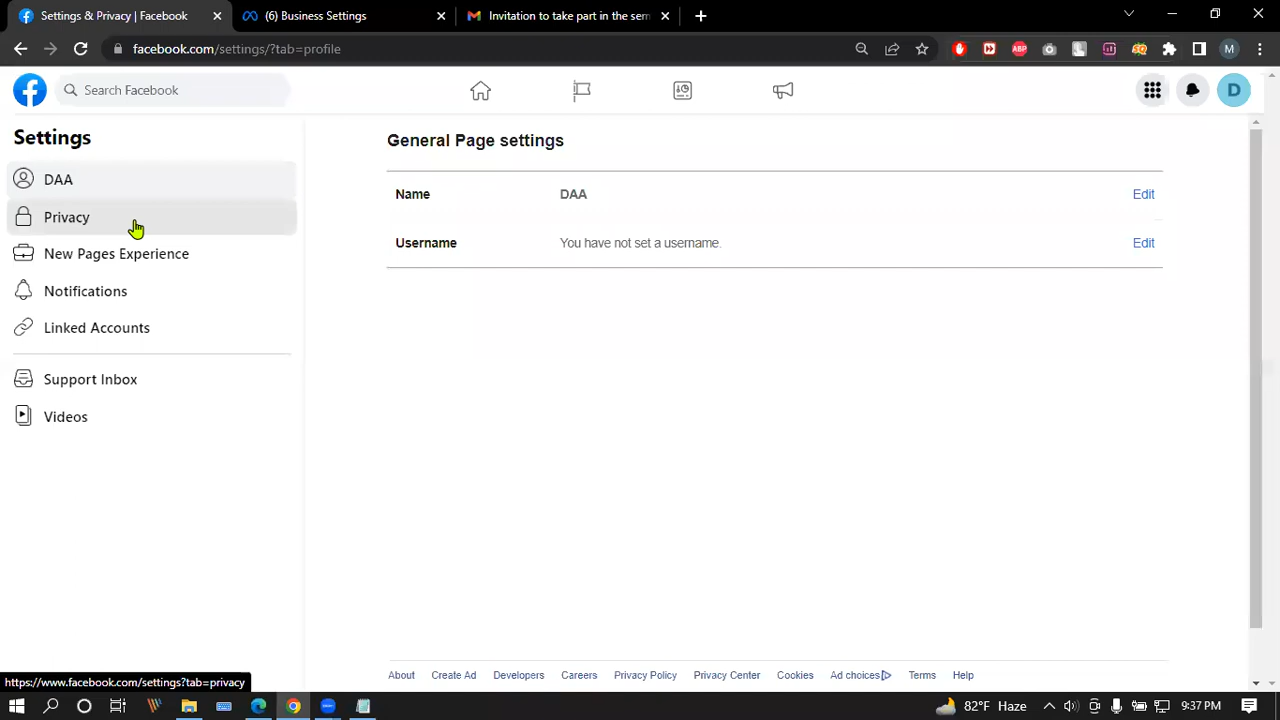 Settings & Privacy | Facebook
(6) Business Settings
Invitation to take part in the sem
facebook.com/settings/?tab=profile
ABP
M
Search Facebook
D
Settings
DAA
Privacy
New Pages Experience
Notifications
Linked Accounts
Support Inbox
Videos
General Page settings
Name DAA Edit
Username You have not set a username. Edit
About Create Ad Developers Careers Privacy Policy Privacy Center Cookies Ad choices Terms Help
https://www.facebook.com/settings?tab=privacy
82°F Haze
9:37 PM